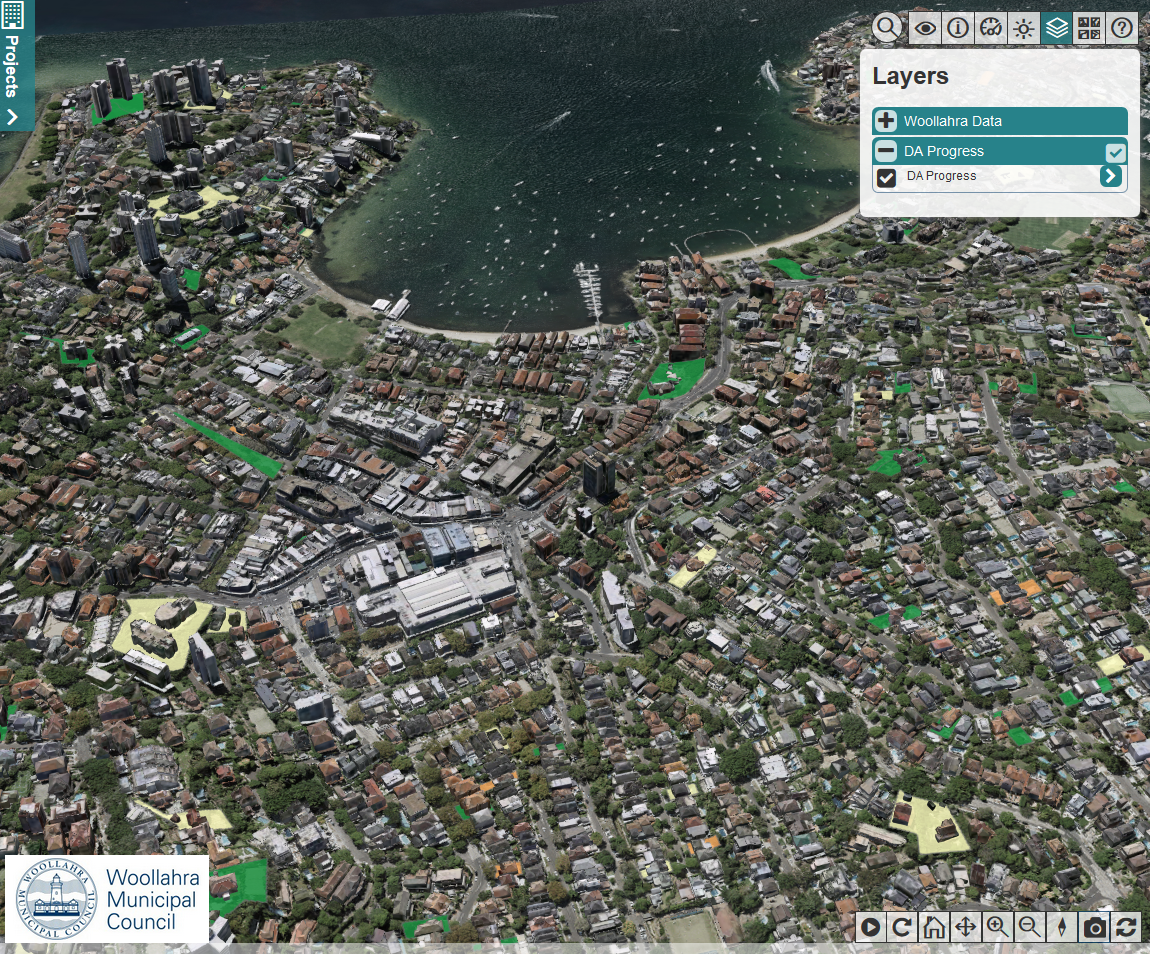 Projects
Layers
Woollahra Data
DA Progress
DA Progress
WOOLLAHRA
MUNICIPAL COUNCIL
Woollahra
Municipal
Council